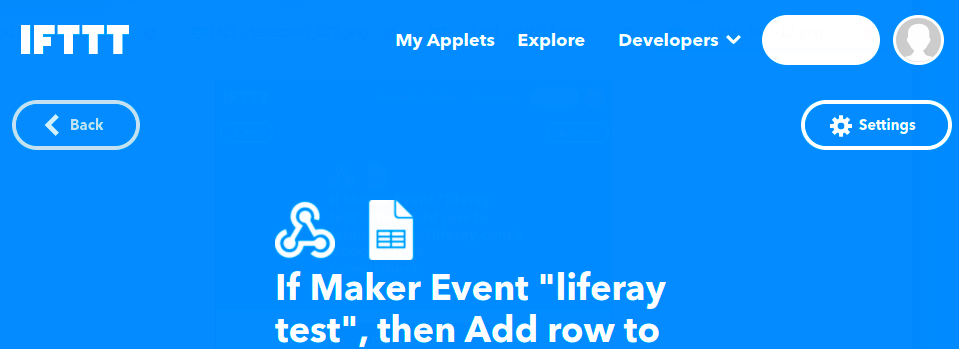 IFTTT
My Applets
Explore
Developers
Back
Settings
If Maker Event "liferay
test", then Add row to